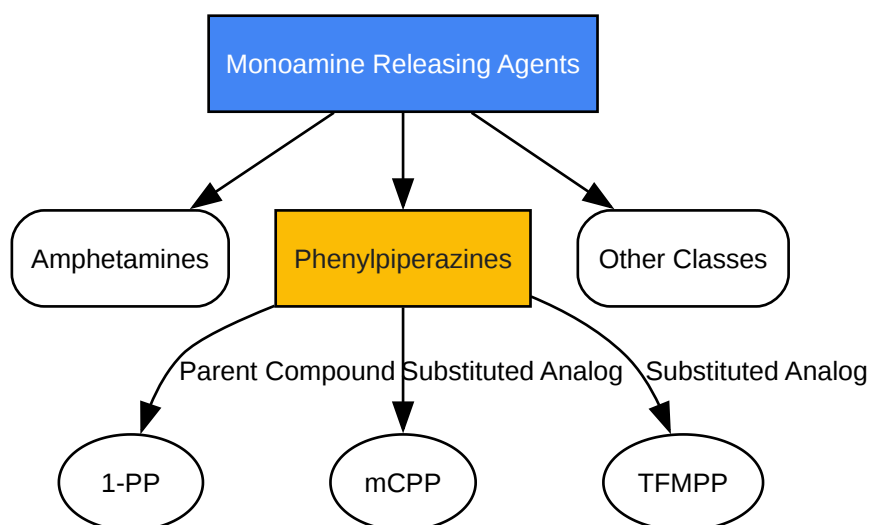 Monoamine Releasing Agents
Amphetamines
Phenylpiperazines
Other Classes
Parent Compound
Substituted Analog
Substituted Analog
1-PP
mCPP
TFMPP